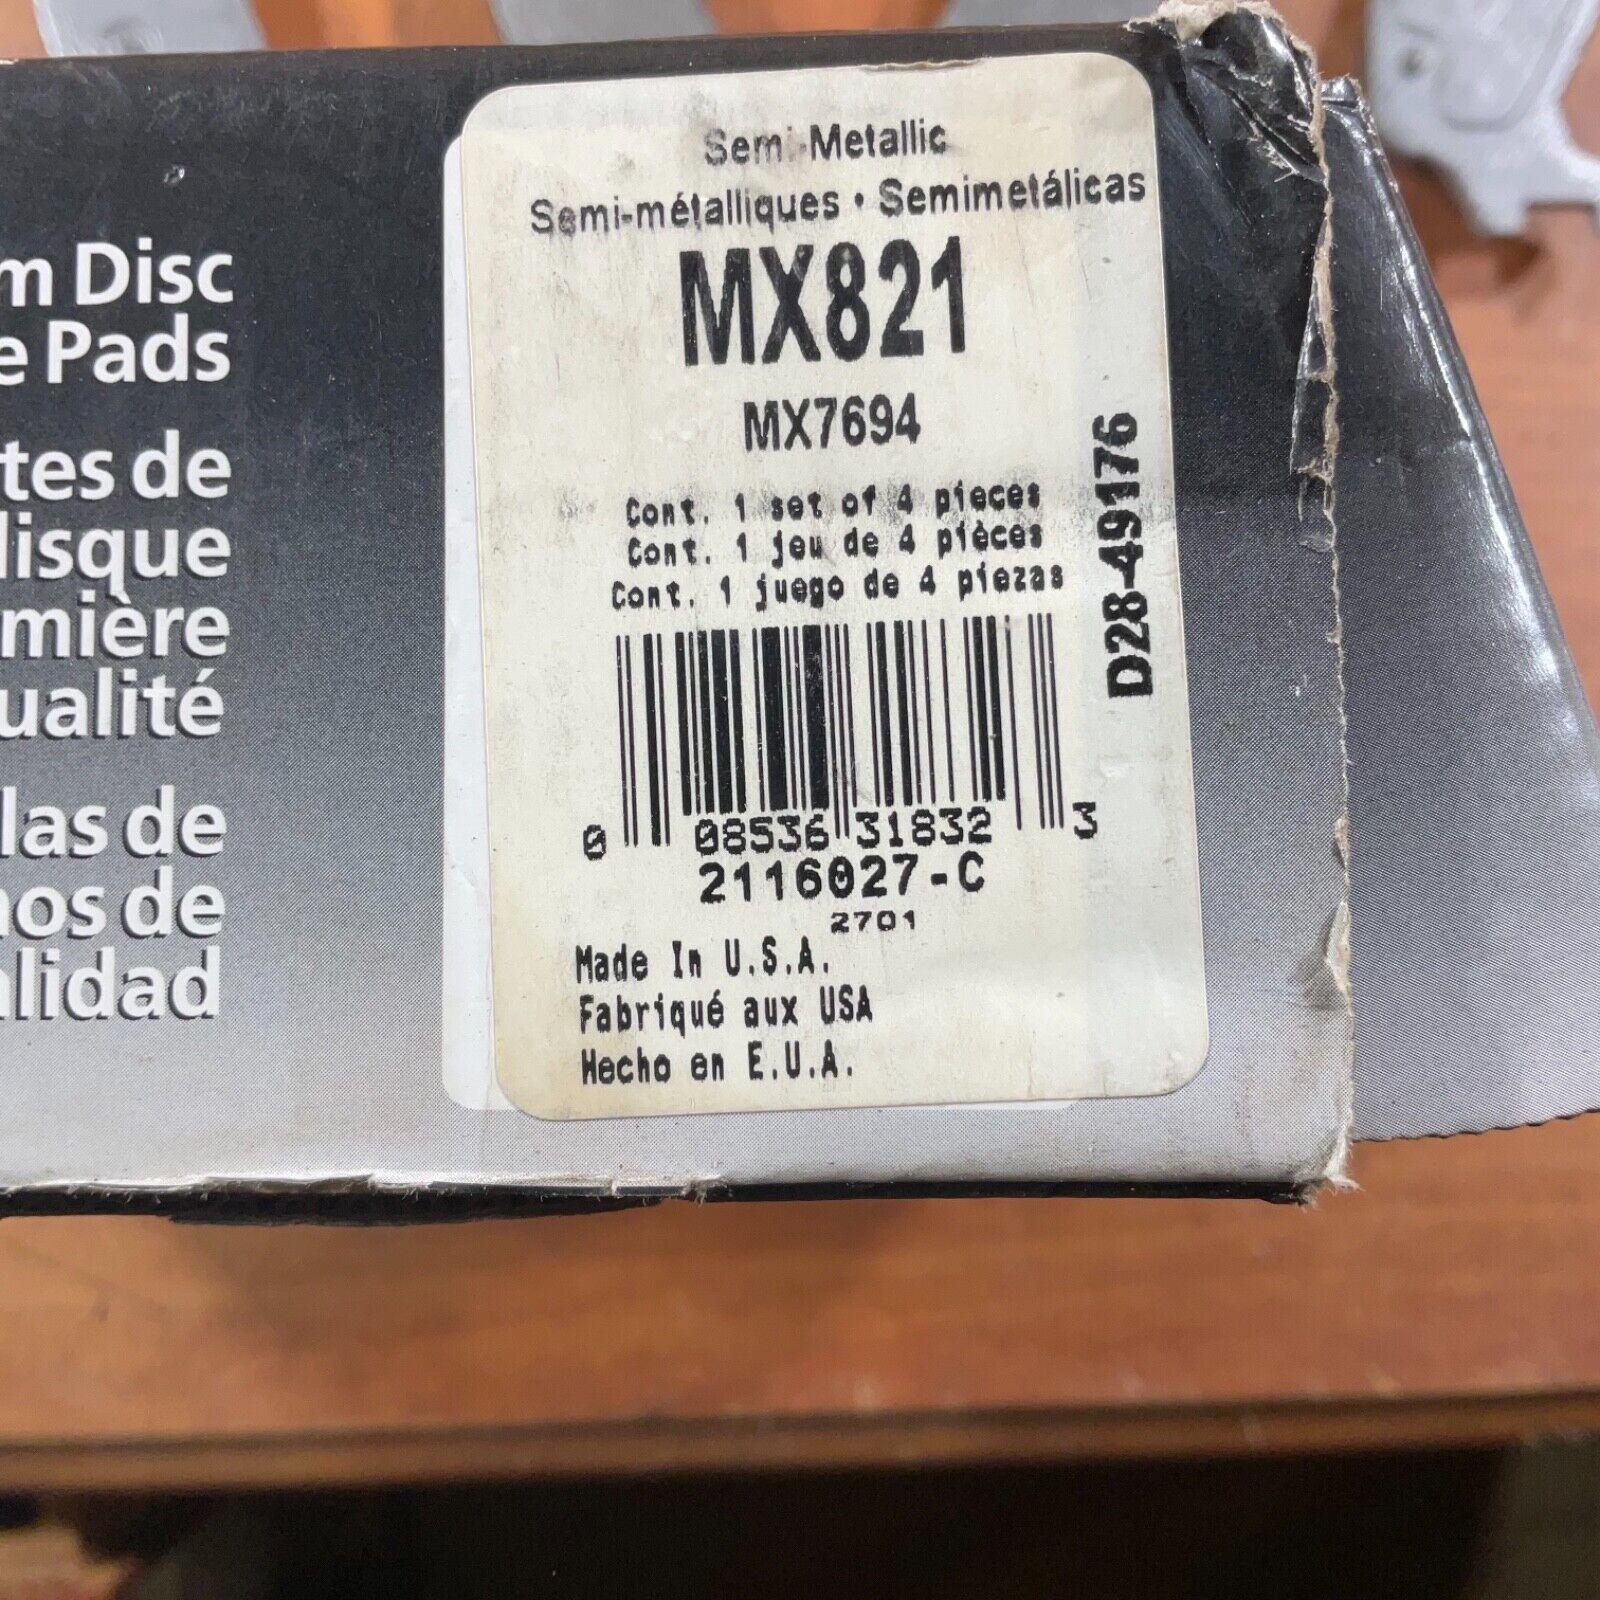 m Disc
e Pads
tes de
disque
mière
ualité
las de
nos de
alidad
Semi-Metallic
Semi-métalliques • Semimetálicas
MX821
MX7694
Cont. 1 set of 4 pieces
Cont. 1 jeu de 4 pièces
Cont. 1 juego de 4 piezas
D28-49176
0 08536 31832 3
2116027-C
2701
Made In U.S.A.
Fabriqué aux USA
Hecho en E.U.A.